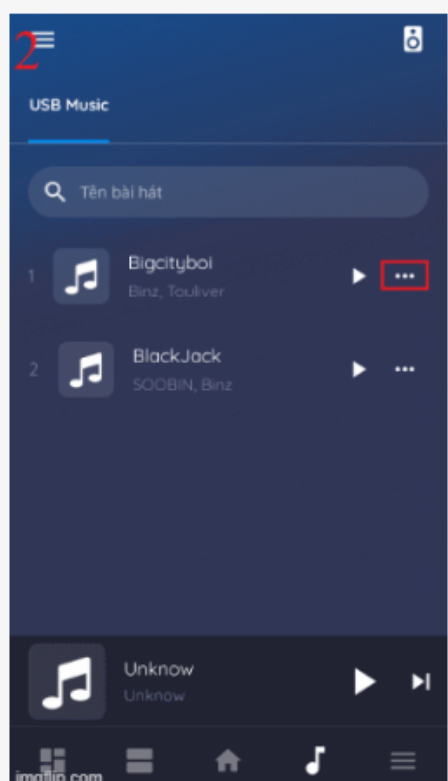 2
USB Music
Tên bài hát
1
Bigcityboi
Binz, Touliver
2
BlackJack
SOOBIN, Binz
Unknow
Unknow
imgflip.com